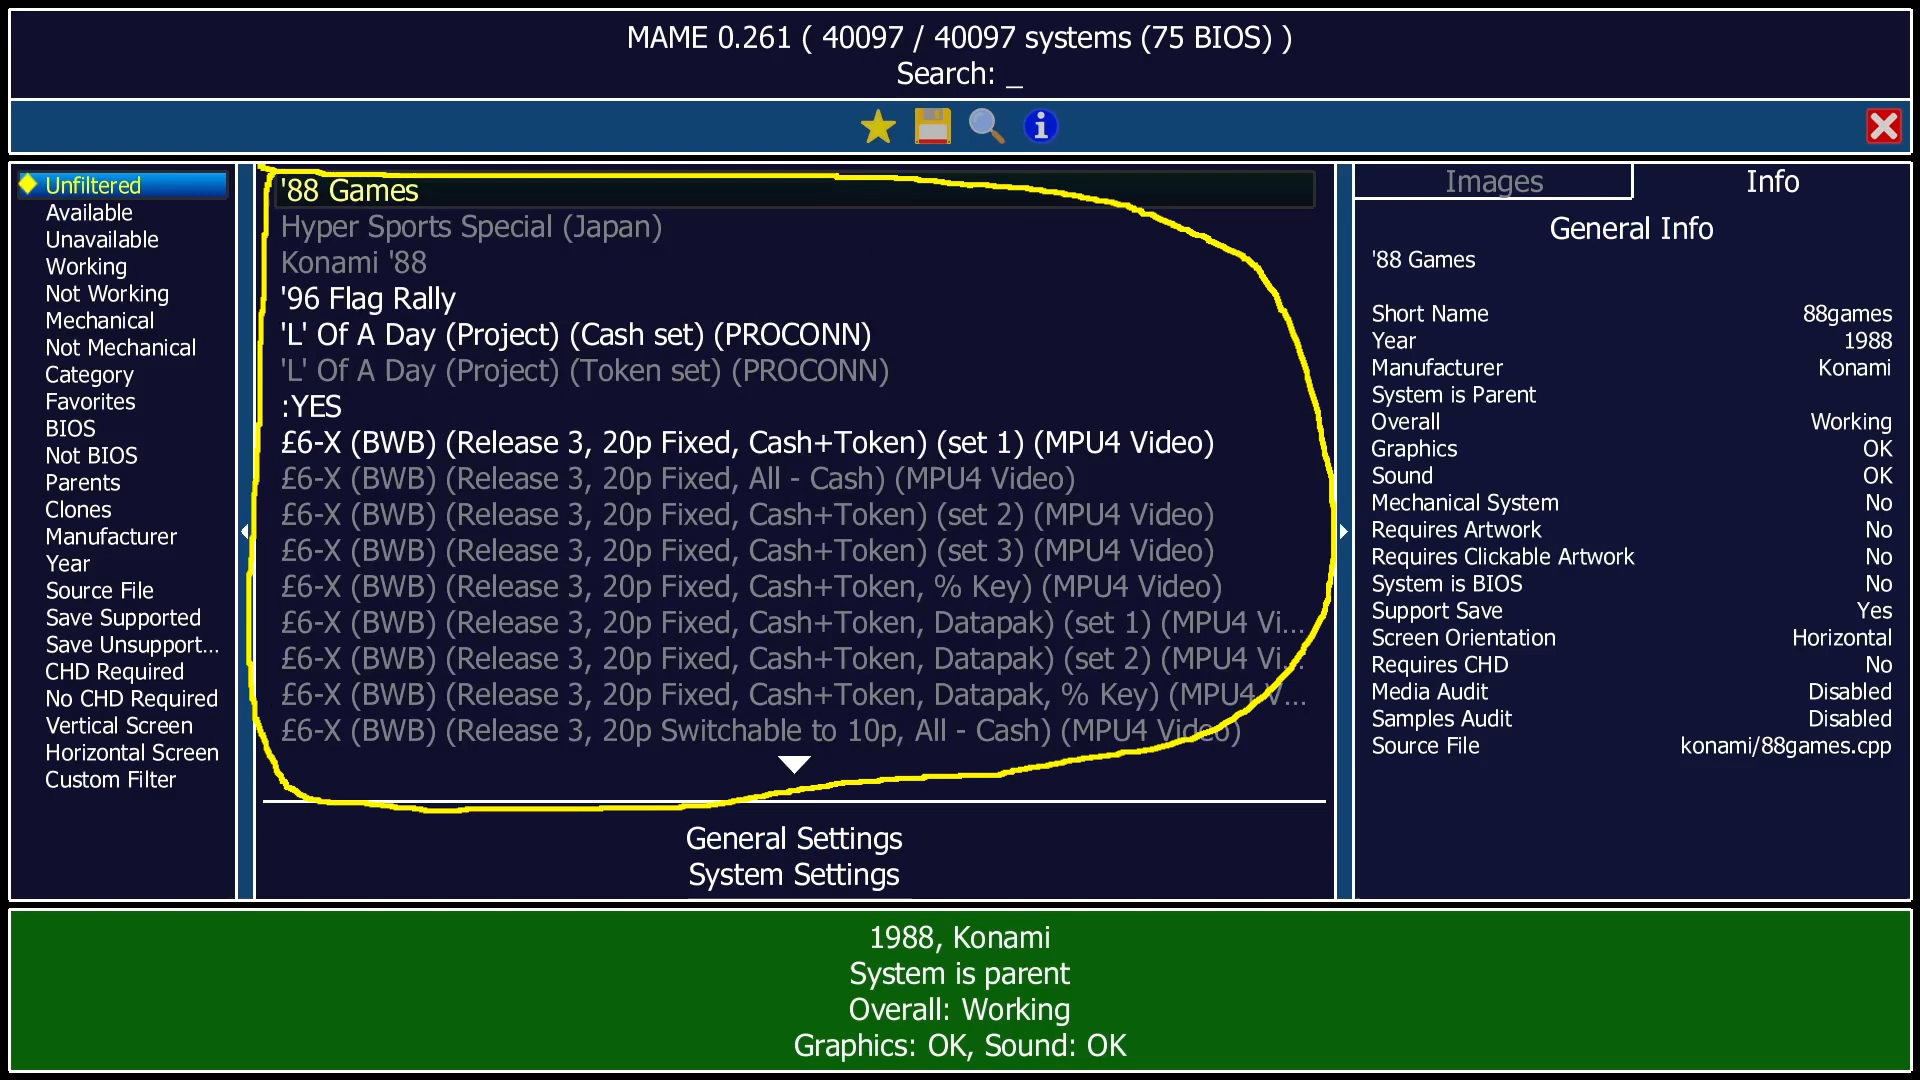 MAME 0.261 ( 40097 / 40097 systems (75 BIOS) )
Search: _
Unfiltered
Available
Unavailable
Working
Not Working
Mechanical
Not Mechanical
Category
Favorites
BIOS
Not BIOS
Parents
Clones
Manufacturer
Year
Source File
Save Supported
Save Unsupport...
CHD Required
No CHD Required
Vertical Screen
Horizontal Screen
Custom Filter
'88 Games
Hyper Sports Special (Japan)
Konami '88
'96 Flag Rally
'L' Of A Day (Project) (Cash set) (PROCONN)
'L' Of A Day (Project) (Token set) (PROCONN)
:YES
£6-X (BWB) (Release 3, 20p Fixed, Cash+Token) (set 1) (MPU4 Video)
£6-X (BWB) (Release 3, 20p Fixed, All - Cash) (MPU4 Video)
£6-X (BWB) (Release 3, 20p Fixed, Cash+Token) (set 2) (MPU4 Video)
£6-X (BWB) (Release 3, 20p Fixed, Cash+Token) (set 3) (MPU4 Video)
£6-X (BWB) (Release 3, 20p Fixed, Cash+Token, % Key) (MPU4 Video)
£6-X (BWB) (Release 3, 20p Fixed, Cash+Token, Datapak) (set 1) (MPU4 Vi...
£6-X (BWB) (Release 3, 20p Fixed, Cash+Token, Datapak) (set 2) (MPU4 Vi...
£6-X (BWB) (Release 3, 20p Fixed, Cash+Token, Datapak, % Key) (MPU4 V...
£6-X (BWB) (Release 3, 20p Switchable to 10p, All - Cash) (MPU4 Video)
General Settings
System Settings
Images
Info
General Info
'88 Games
Short Name 88games
Year 1988
Manufacturer Konami
System is Parent
Overall Working
Graphics OK
Sound OK
Mechanical System No
Requires Artwork No
Requires Clickable Artwork No
System is BIOS No
Support Save Yes
Screen Orientation Horizontal
Requires CHD No
Media Audit Disabled
Samples Audit Disabled
Source File konami/88games.cpp
1988, Konami
System is parent
Overall: Working
Graphics: OK, Sound: OK